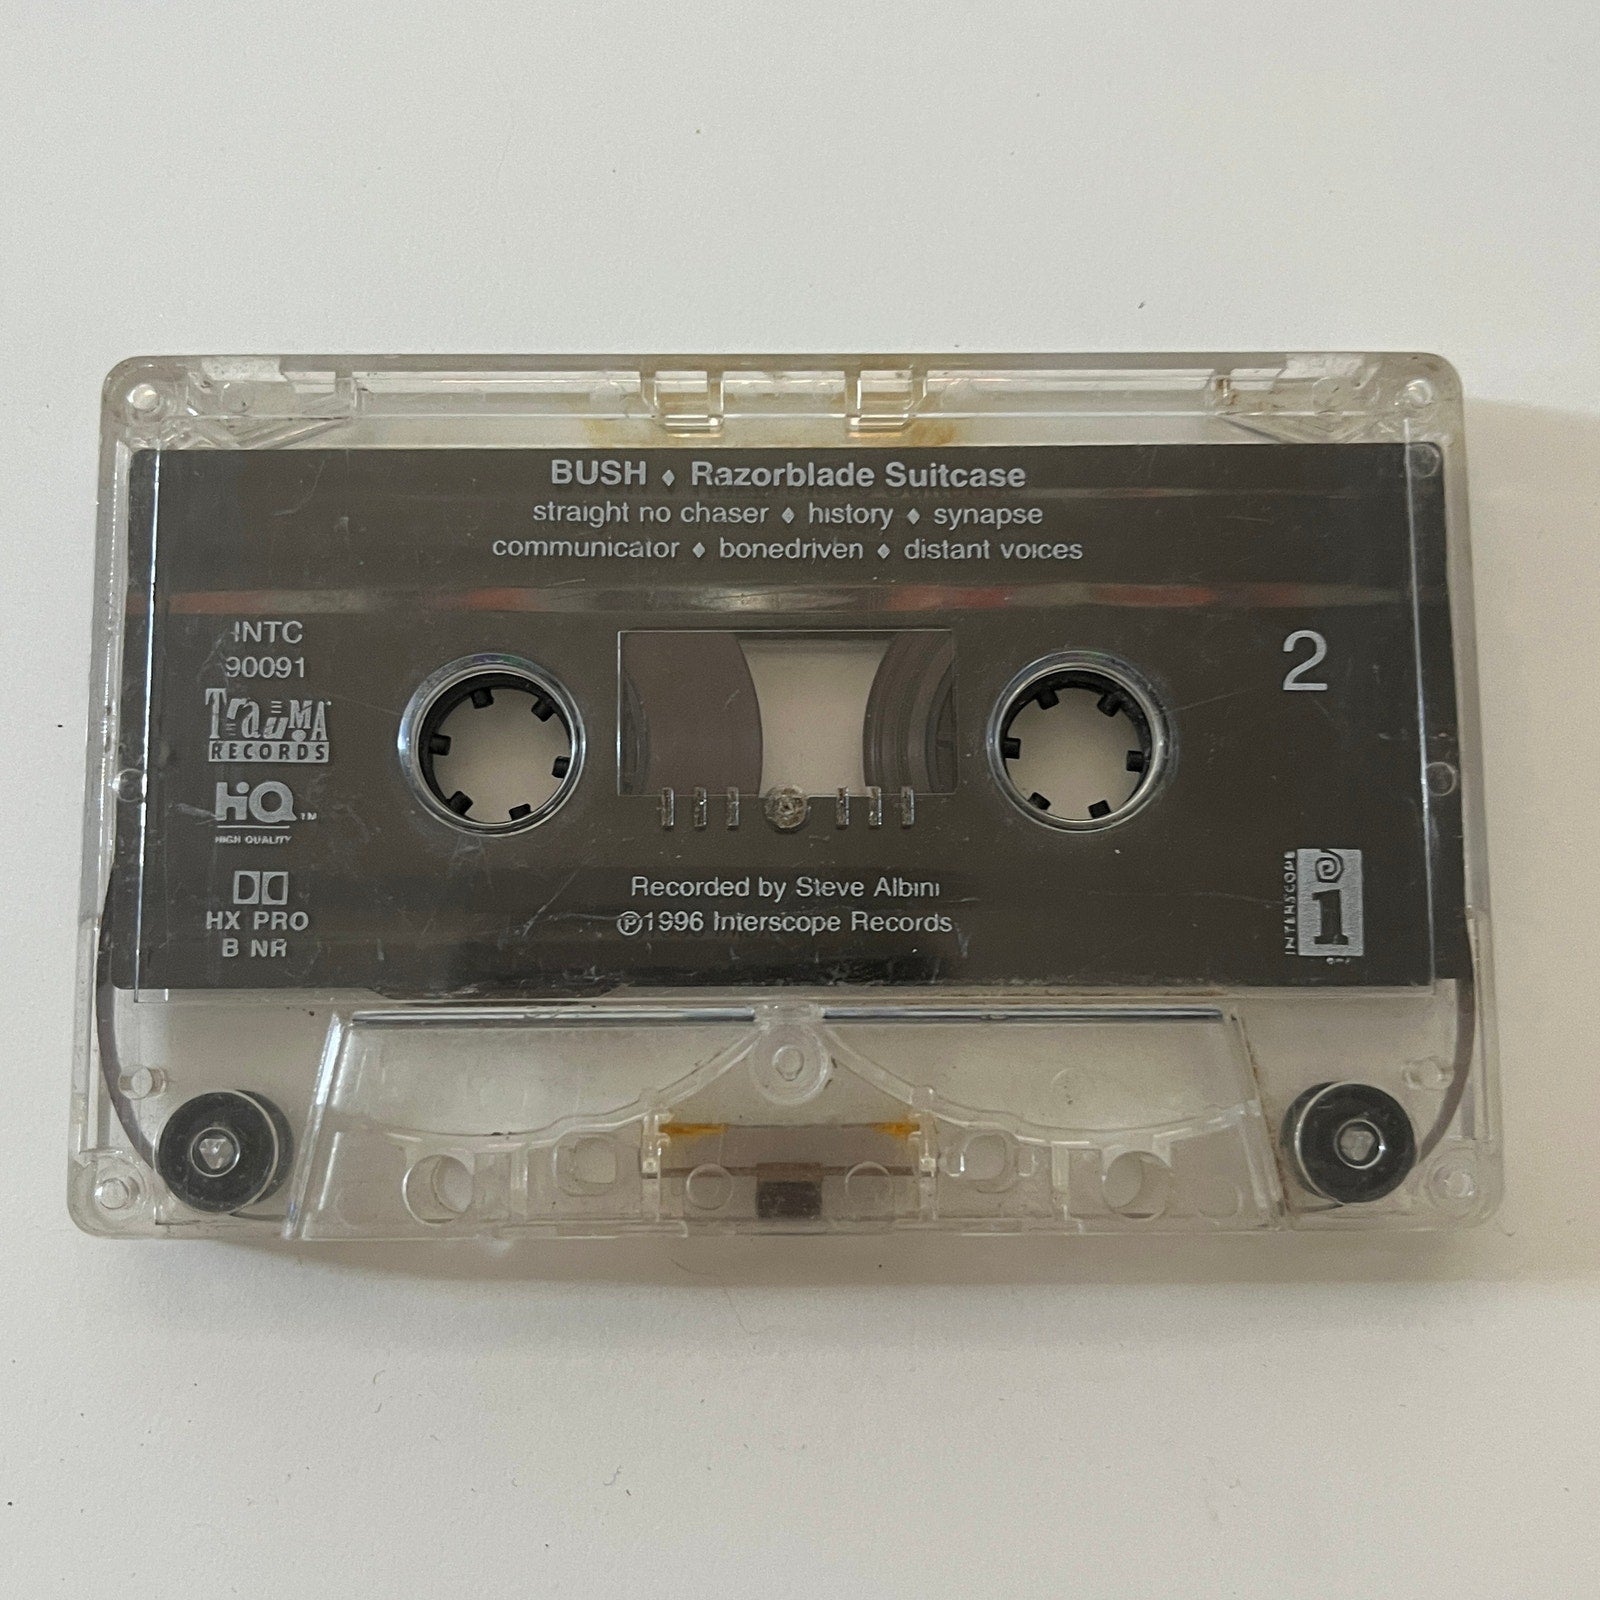 BUSH ♦ Razorblade Suitcase
straight no chaser ♦ history ♦ synapse
communicator ♦ bonedriven ♦ distant voices
INTC
90091
2
TraumA
RECORDS
HiQ™
HIGH QUALITY
HX PRO
B NR
Recorded by Steve Albini
℗1996 Interscope Records
INTERSCOPE
i